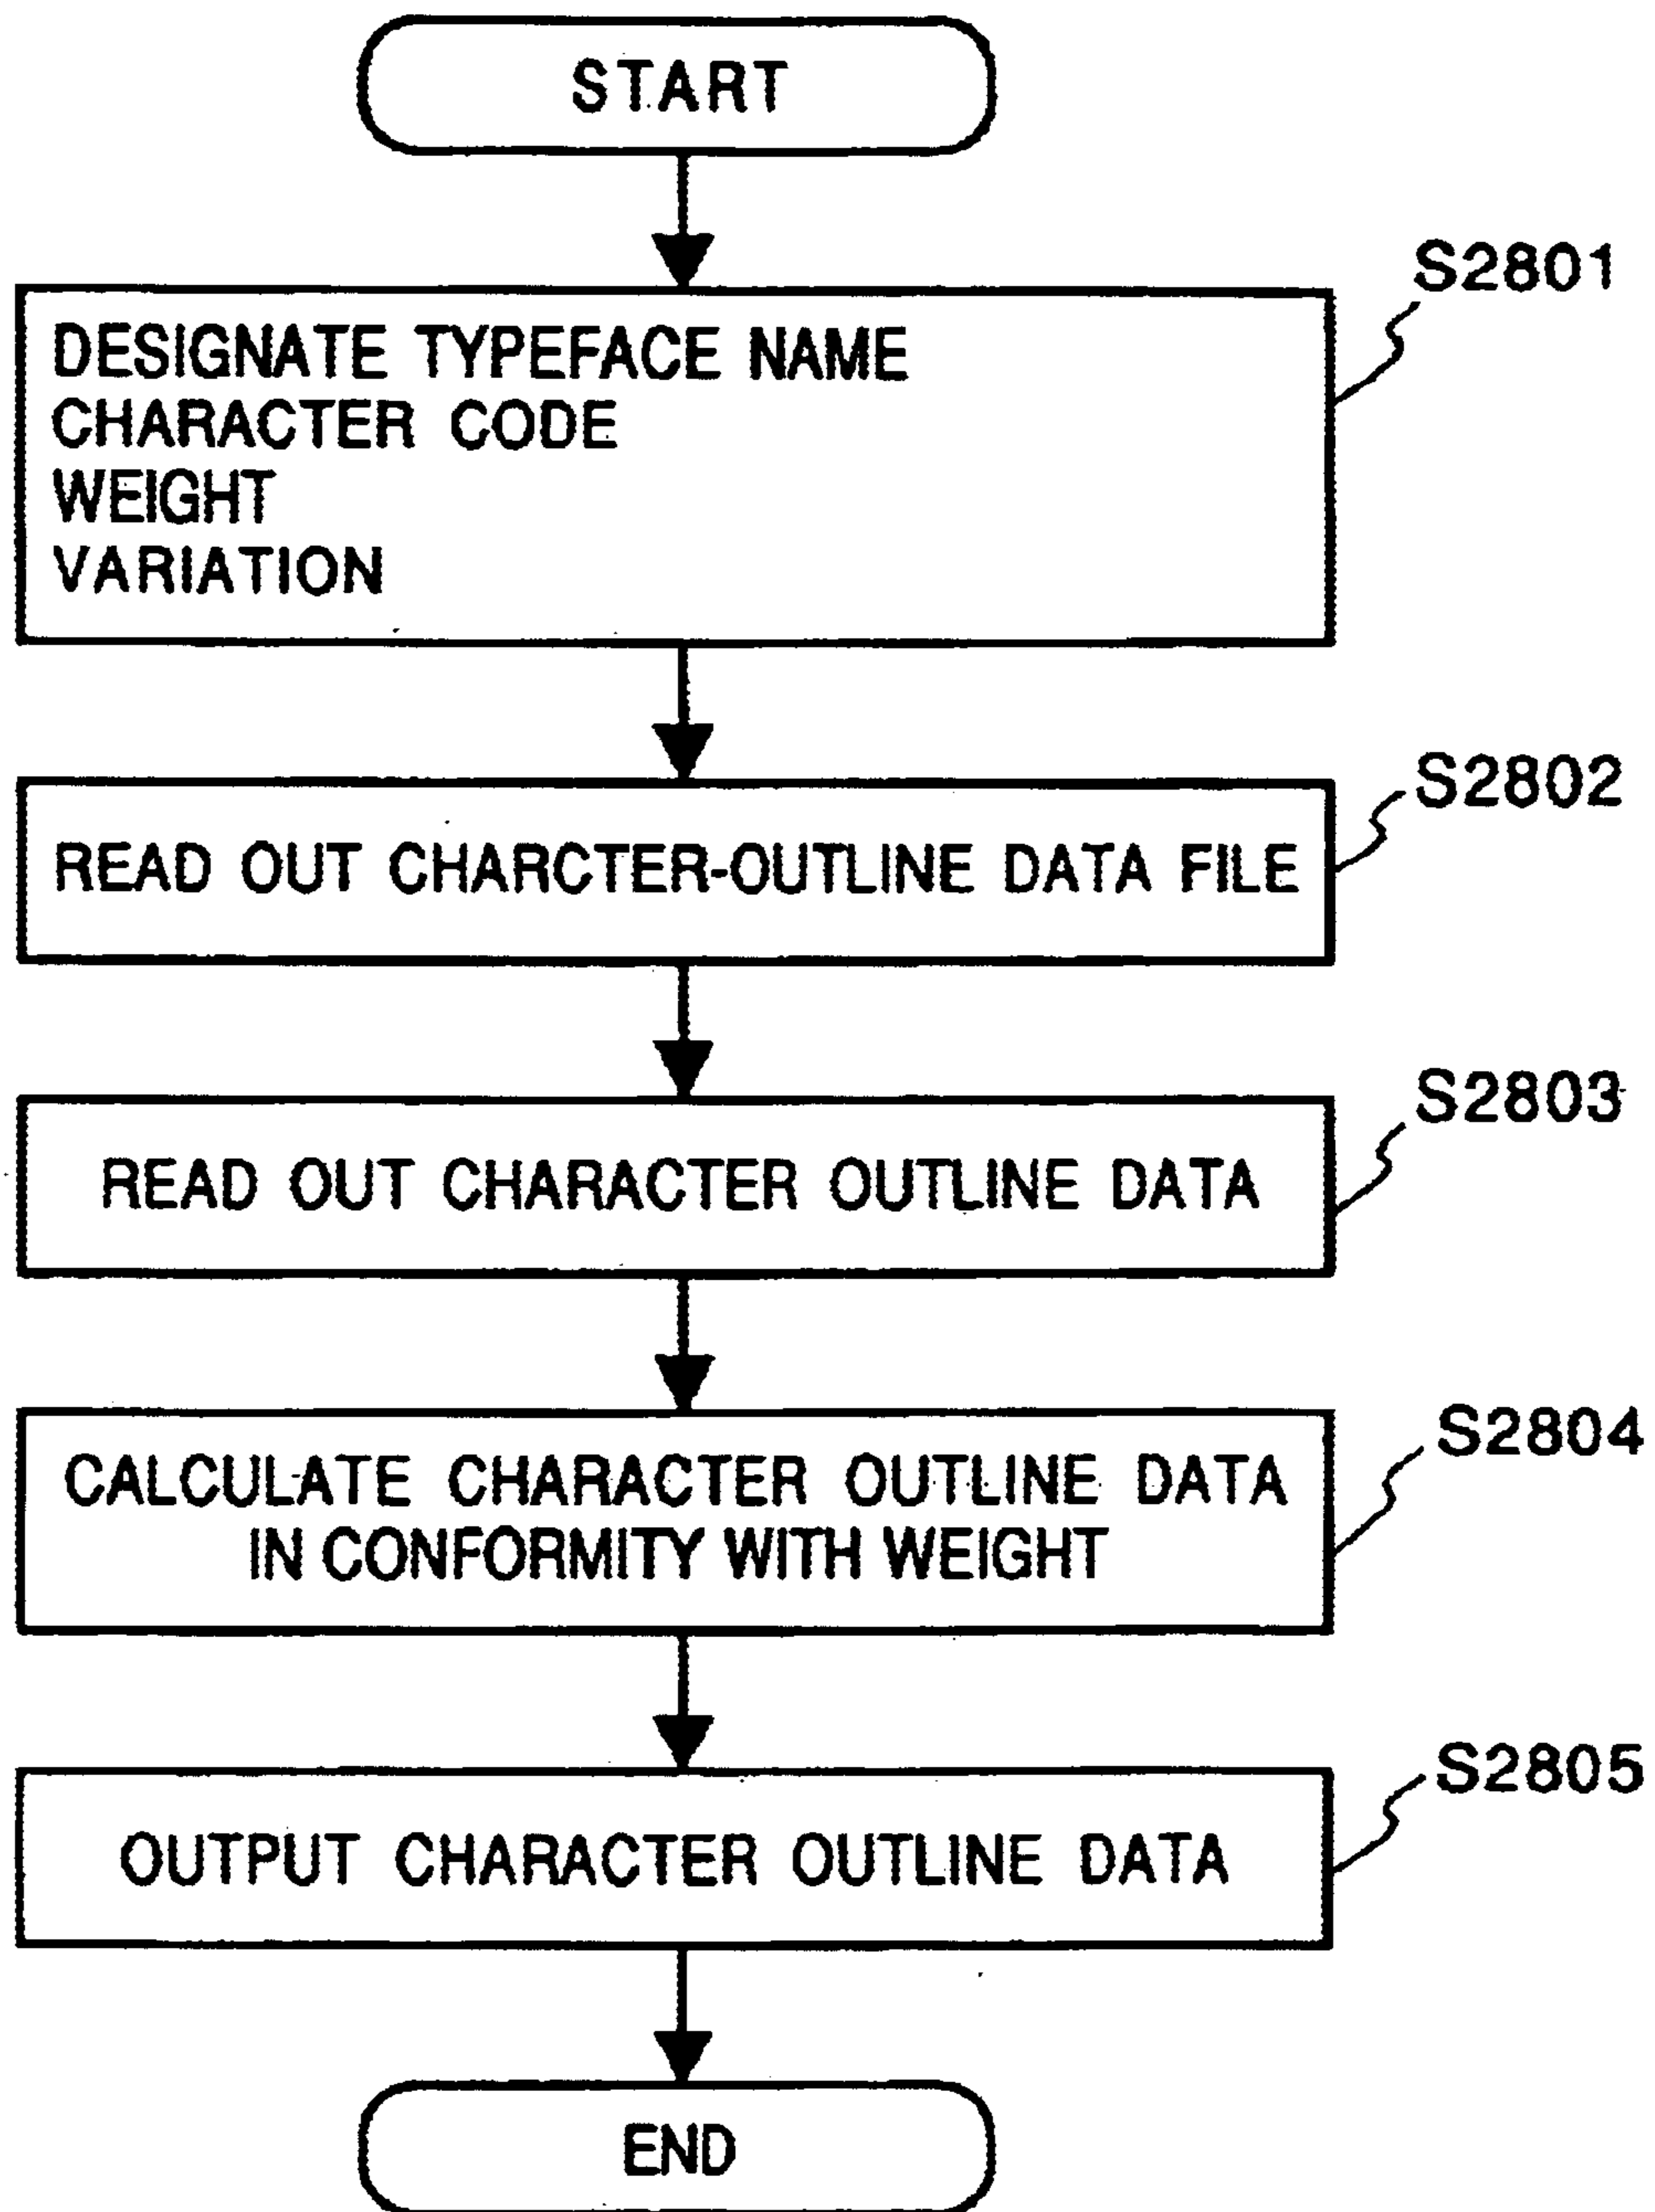 START
S2801
DESIGNATE TYPEFACE NAME
CHARACTER CODE
WEIGHT
VARIATION
S2802
READ OUT CHARCTER-OUTLINE DATA FILE
S2803
READ OUT CHARACTER OUTLINE DATA
S2804
CALCULATE CHARACTER OUTLINE DATA
IN CONFORMITY WITH WEIGHT
S2805
OUTPUT CHARACTER OUTLINE DATA
END